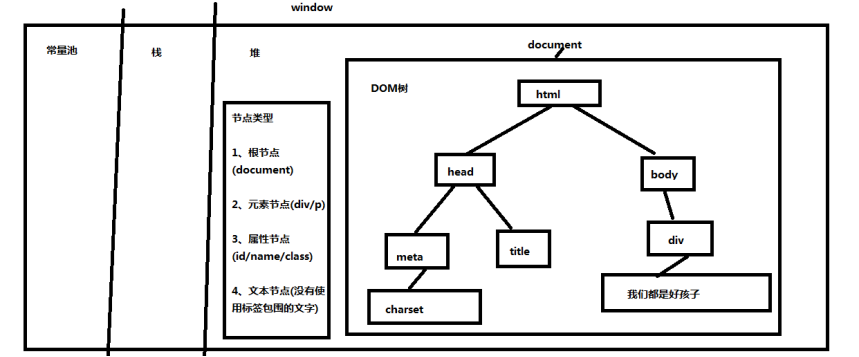 window
常量池
栈
堆
document
节点类型
1、根节点
(document)
2、元素节点(div/p)
3、属性节点
(id/name/class)
4、文本节点(没有使
用标签包围的文字)
DOM树
html
head
body
meta
title
div
charset
我们都是好孩子